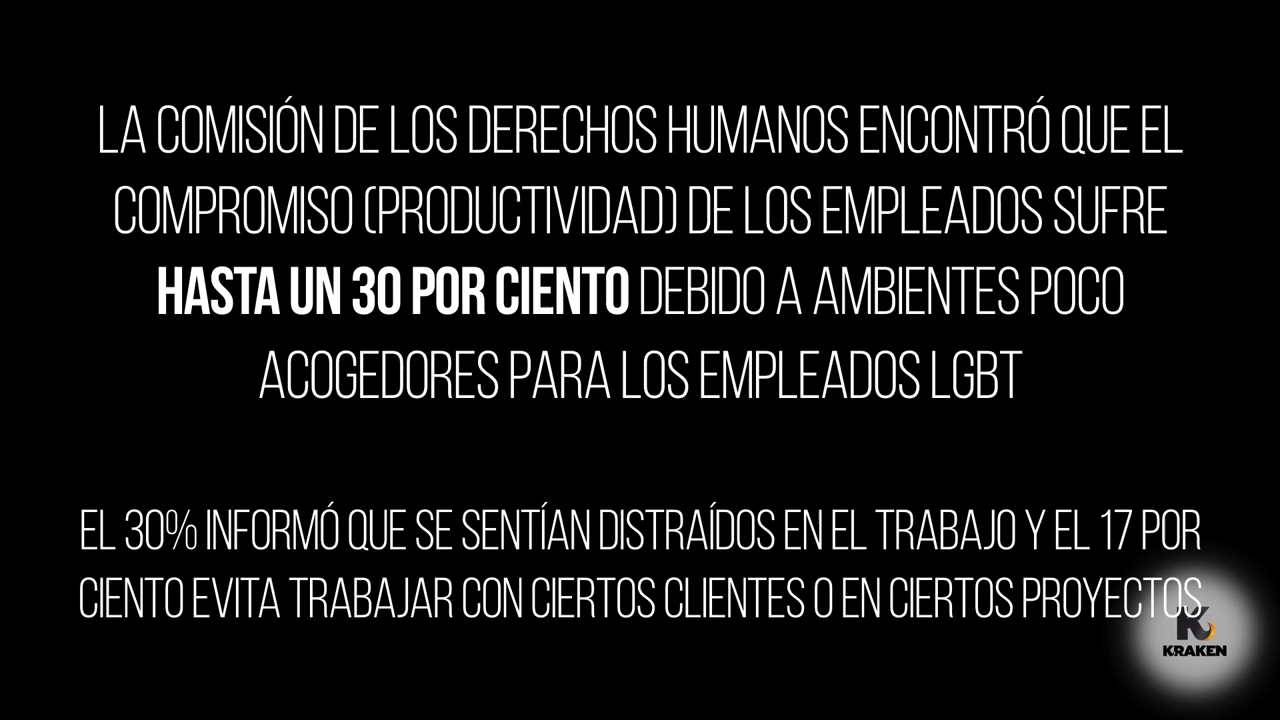 LA COMISIÓN DE LOS DERECHOS HUMANOS ENCONTRÓ QUE EL
COMPROMISO (PRODUCTIVIDAD) DE LOS EMPLEADOS SUFRE
HASTA UN 30 POR CIENTO DEBIDO A AMBIENTES POCO
ACOGEDORES PARA LOS EMPLEADOS LGBT
EL 30% INFORMÓ QUE SE SENTÍAN DISTRAÍDOS EN EL TRABAJO Y EL 17 POR
CIENTO EVITA TRABAJAR CON CIERTOS CLIENTES O EN CIERTOS PROYECTOS
K
KRAKEN